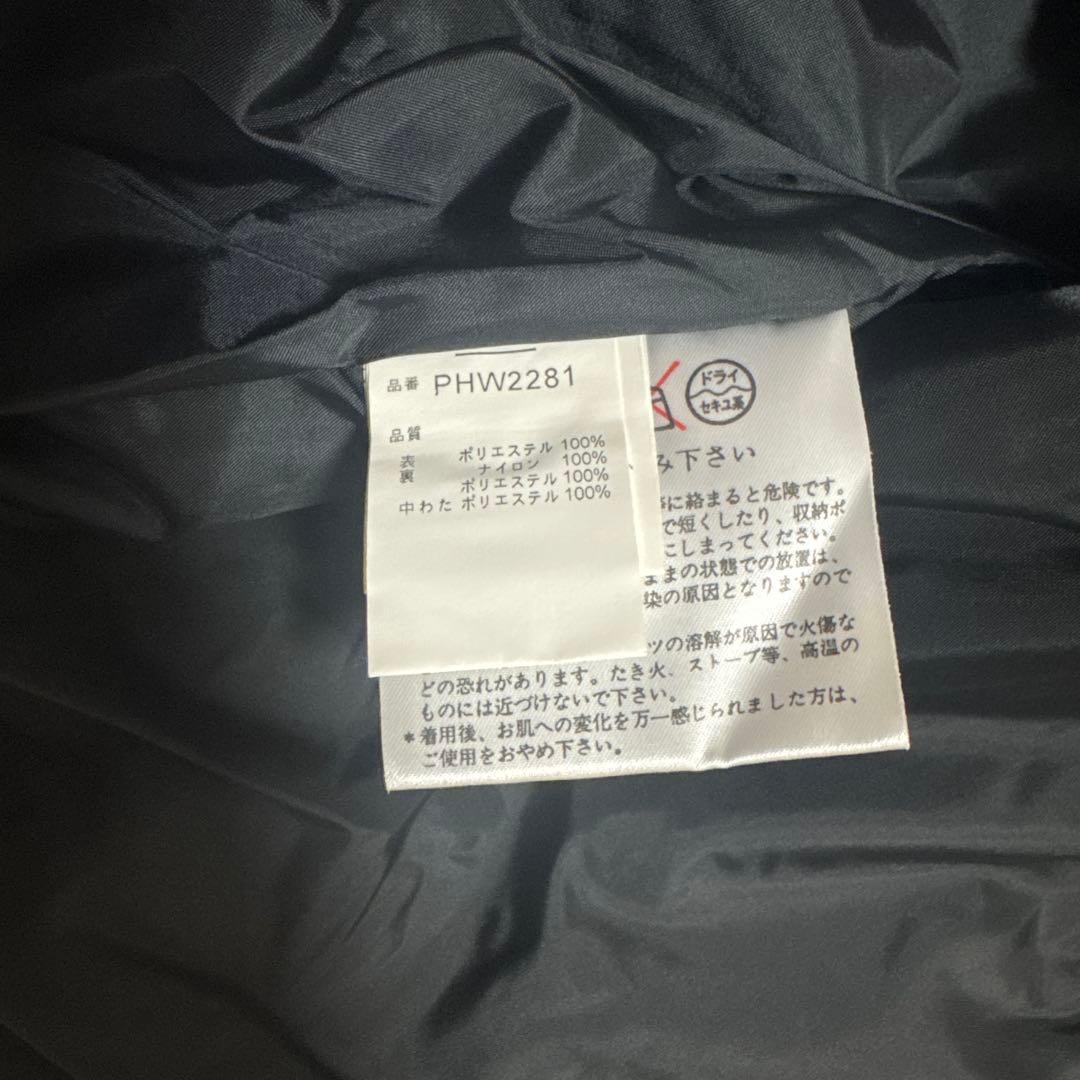 品番 PHW2281
品質
表 ポリエステル 100%
ナイロン 100%
裏 ポリエステル 100%
中わた ポリエステル 100%
ドライ
セキユ系
み下さい
に絡まると危険です。
で短くしたり、収納ポ
にしまってください。
ままの状態での放置は、
染の原因となりますので
ツの溶解が原因で火傷な
どの恐れがあります。たき火、ストーブ等、高温の
ものには近づけないで下さい。
*着用後、お肌への変化を万一感じられました方は、
ご使用をおやめ下さい。